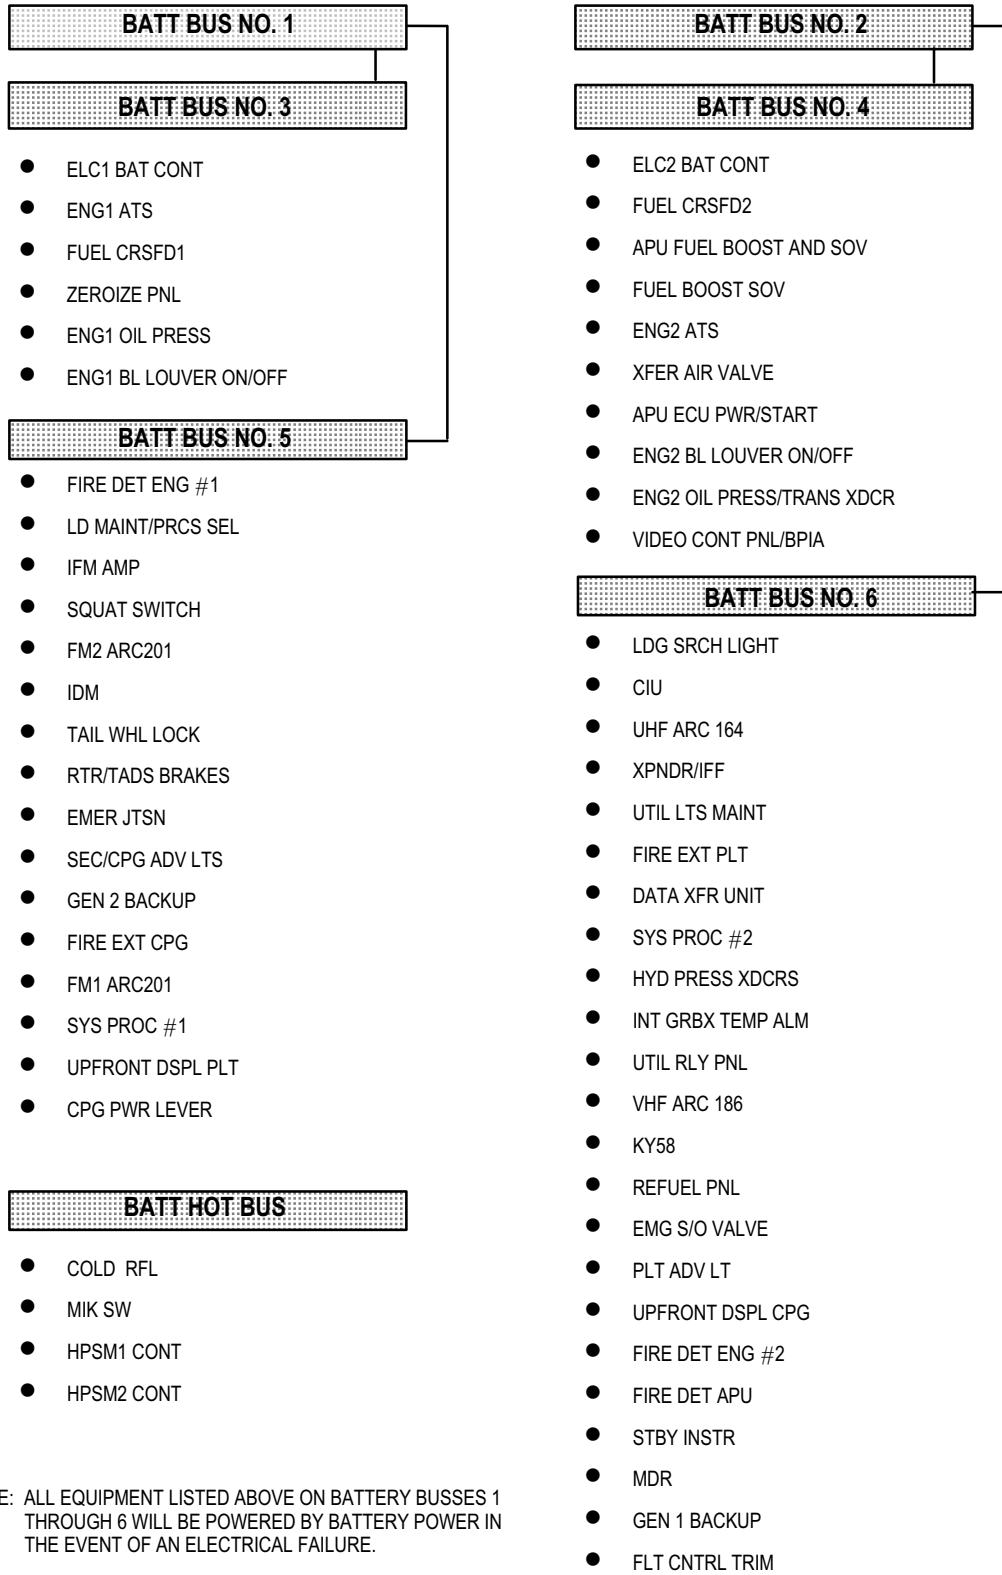 BATT BUS NO. 1
BATT BUS NO. 3
● ELC1 BAT CONT
● ENG1 ATS
● FUEL CRSFD1
● ZEROIZE PNL
● ENG1 OIL PRESS
● ENG1 BL LOUVER ON/OFF
BATT BUS NO. 5
● FIRE DET ENG #1
● LD MAINT/PRCS SEL
● IFM AMP
● SQUAT SWITCH
● FM2 ARC201
● IDM
● TAIL WHL LOCK
● RTR/TADS BRAKES
● EMER JTSN
● SEC/CPG ADV LTS
● GEN 2 BACKUP
● FIRE EXT CPG
● FM1 ARC201
● SYS PROC #1
● UPFRONT DSPL PLT
● CPG PWR LEVER
BATT HOT BUS
● COLD RFL
● MIK SW
● HPSM1 CONT
● HPSM2 CONT
E: ALL EQUIPMENT LISTED ABOVE ON BATTERY BUSSES 1
THROUGH 6 WILL BE POWERED BY BATTERY POWER IN
THE EVENT OF AN ELECTRICAL FAILURE.
BATT BUS NO. 2
BATT BUS NO. 4
● ELC2 BAT CONT
● FUEL CRSFD2
● APU FUEL BOOST AND SOV
● FUEL BOOST SOV
● ENG2 ATS
● XFER AIR VALVE
● APU ECU PWR/START
● ENG2 BL LOUVER ON/OFF
● ENG2 OIL PRESS/TRANS XDCR
● VIDEO CONT PNL/BPIA
BATT BUS NO. 6
● LDG SRCH LIGHT
● CIU
● UHF ARC 164
● XPNDR/IFF
● UTIL LTS MAINT
● FIRE EXT PLT
● DATA XFR UNIT
● SYS PROC #2
● HYD PRESS XDCRS
● INT GRBX TEMP ALM
● UTIL RLY PNL
● VHF ARC 186
● KY58
● REFUEL PNL
● EMG S/O VALVE
● PLT ADV LT
● UPFRONT DSPL CPG
● FIRE DET ENG #2
● FIRE DET APU
● STBY INSTR
● MDR
● GEN 1 BACKUP
● FLT CNTRL TRIM